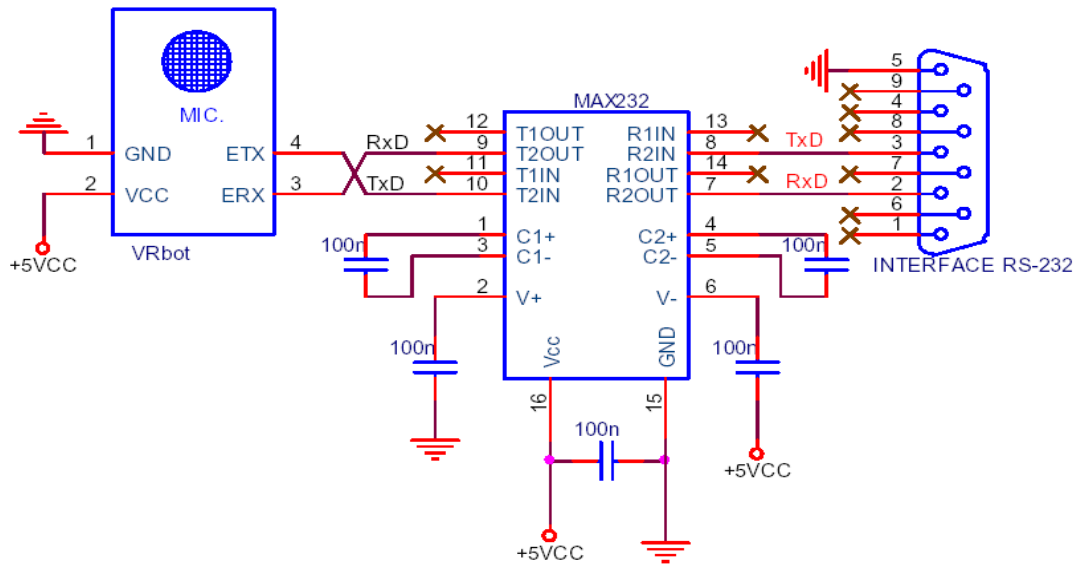 MIC.
1 GND ETX 4
2 VCC ERX 3
VRbot
+5VCC
RxD
TxD
MAX232
12 T1OUT R1IN 13
9 T2OUT R2IN 8
11 T1IN R1OUT 14
10 T2IN R2OUT 7
1 C1+ C2+ 4
3 C1- C2- 5
2 V+ V- 6
Vcc GND
16 15
100n
100n
100n
100n
100n
+5VCC
+5VCC
TxD
RxD
5
9
4
8
3
7
2
6
1
INTERFACE RS-232